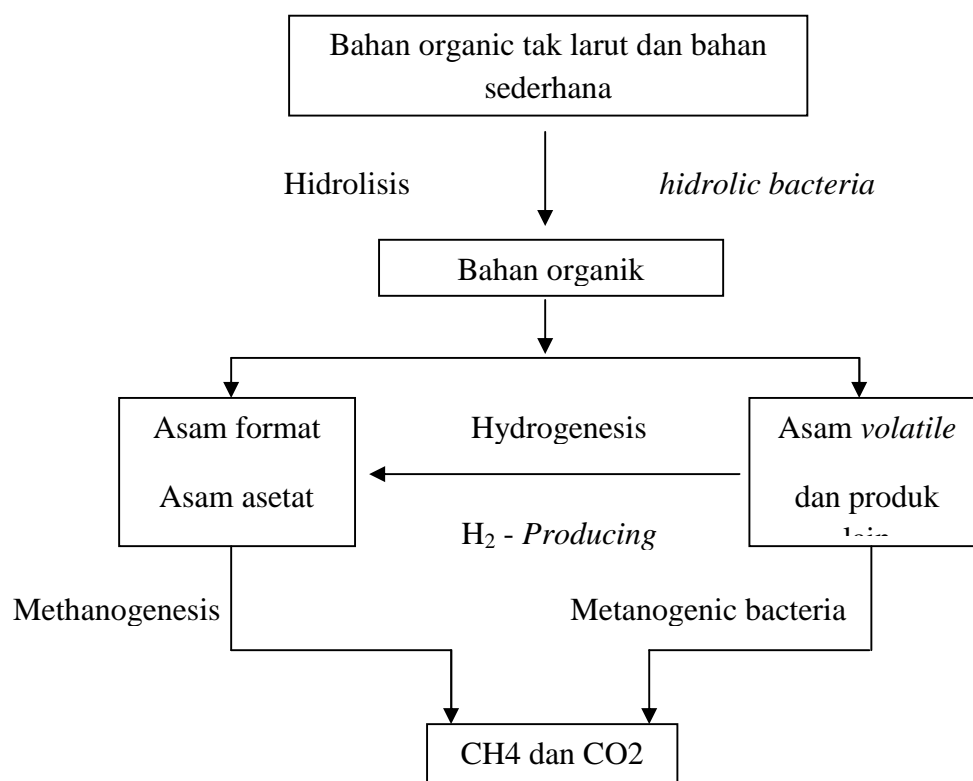 Bahan organic tak larut dan bahan
sederhana
Hidrolisis
hidrolic bacteria
Bahan organik
Asam format
Asam asetat
Hydrogenesis
H₂ - Producing
Asam volatile
dan produk
Methanogenesis
Metanogenic bacteria
CH4 dan CO2